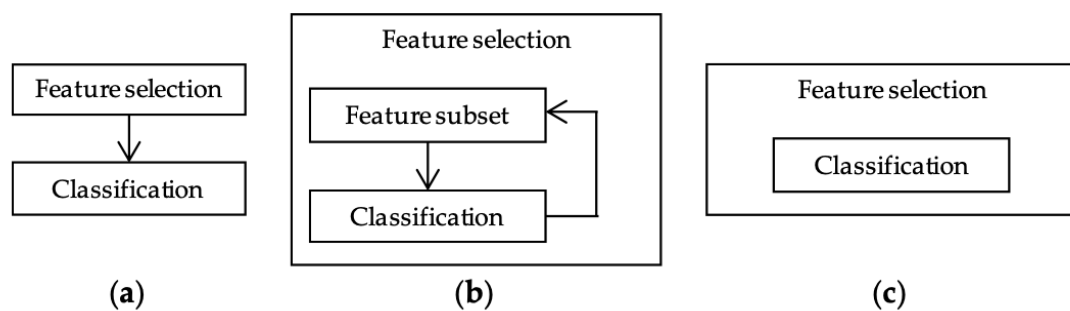 Feature selection
Classification
(a)
Feature selection
Feature subset
Classification
(b)
Feature selection
Classification
(c)